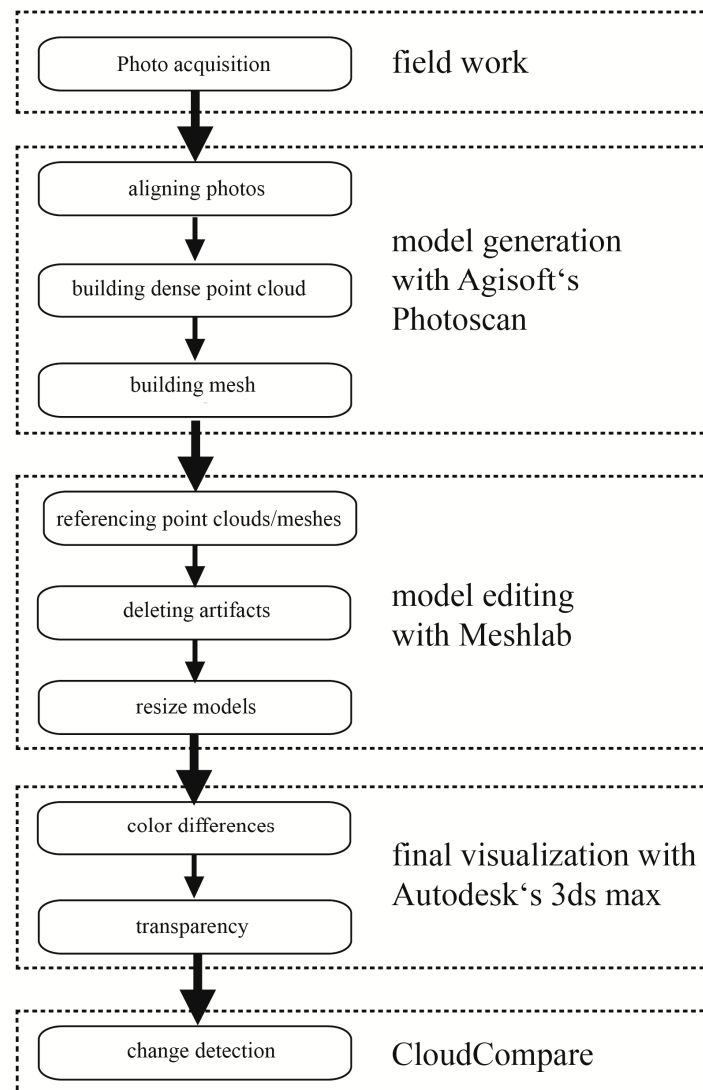 Photo acquisition
field work
aligning photos
building dense point cloud
building mesh
model generation
with Agisoft‘s
Photoscan
referencing point clouds/meshes
deleting artifacts
resize models
model editing
with Meshlab
color differences
transparency
final visualization with
Autodesk‘s 3ds max
change detection
CloudCompare